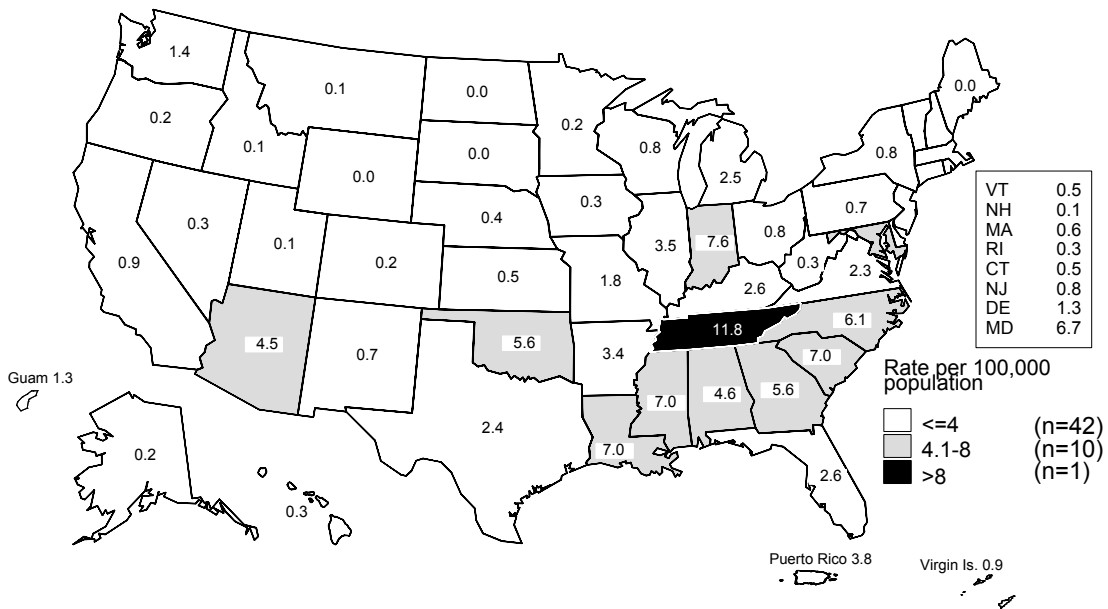 1.4
0.1
0.0
0.0
0.2
0.2
0.1
0.0
0.8
0.8
2.5
0.0
0.3
0.4
0.3
0.7
VT 0.5
NH 0.1
MA 0.6
RI 0.3
CT 0.5
NJ 0.8
DE 1.3
MD 6.7
0.9
0.1
0.2
0.5
1.8
3.5
7.6
0.8
0.3
2.3
2.6
4.5
0.7
5.6
3.4
11.8
6.1
7.0
7.0
4.6
5.6
2.4
7.0
2.6
Guam 1.3
0.2
0.3
Rate per 100,000
population
<=4 (n=42)
4.1-8 (n=10)
>8 (n=1)
Puerto Rico 3.8
Virgin Is. 0.9